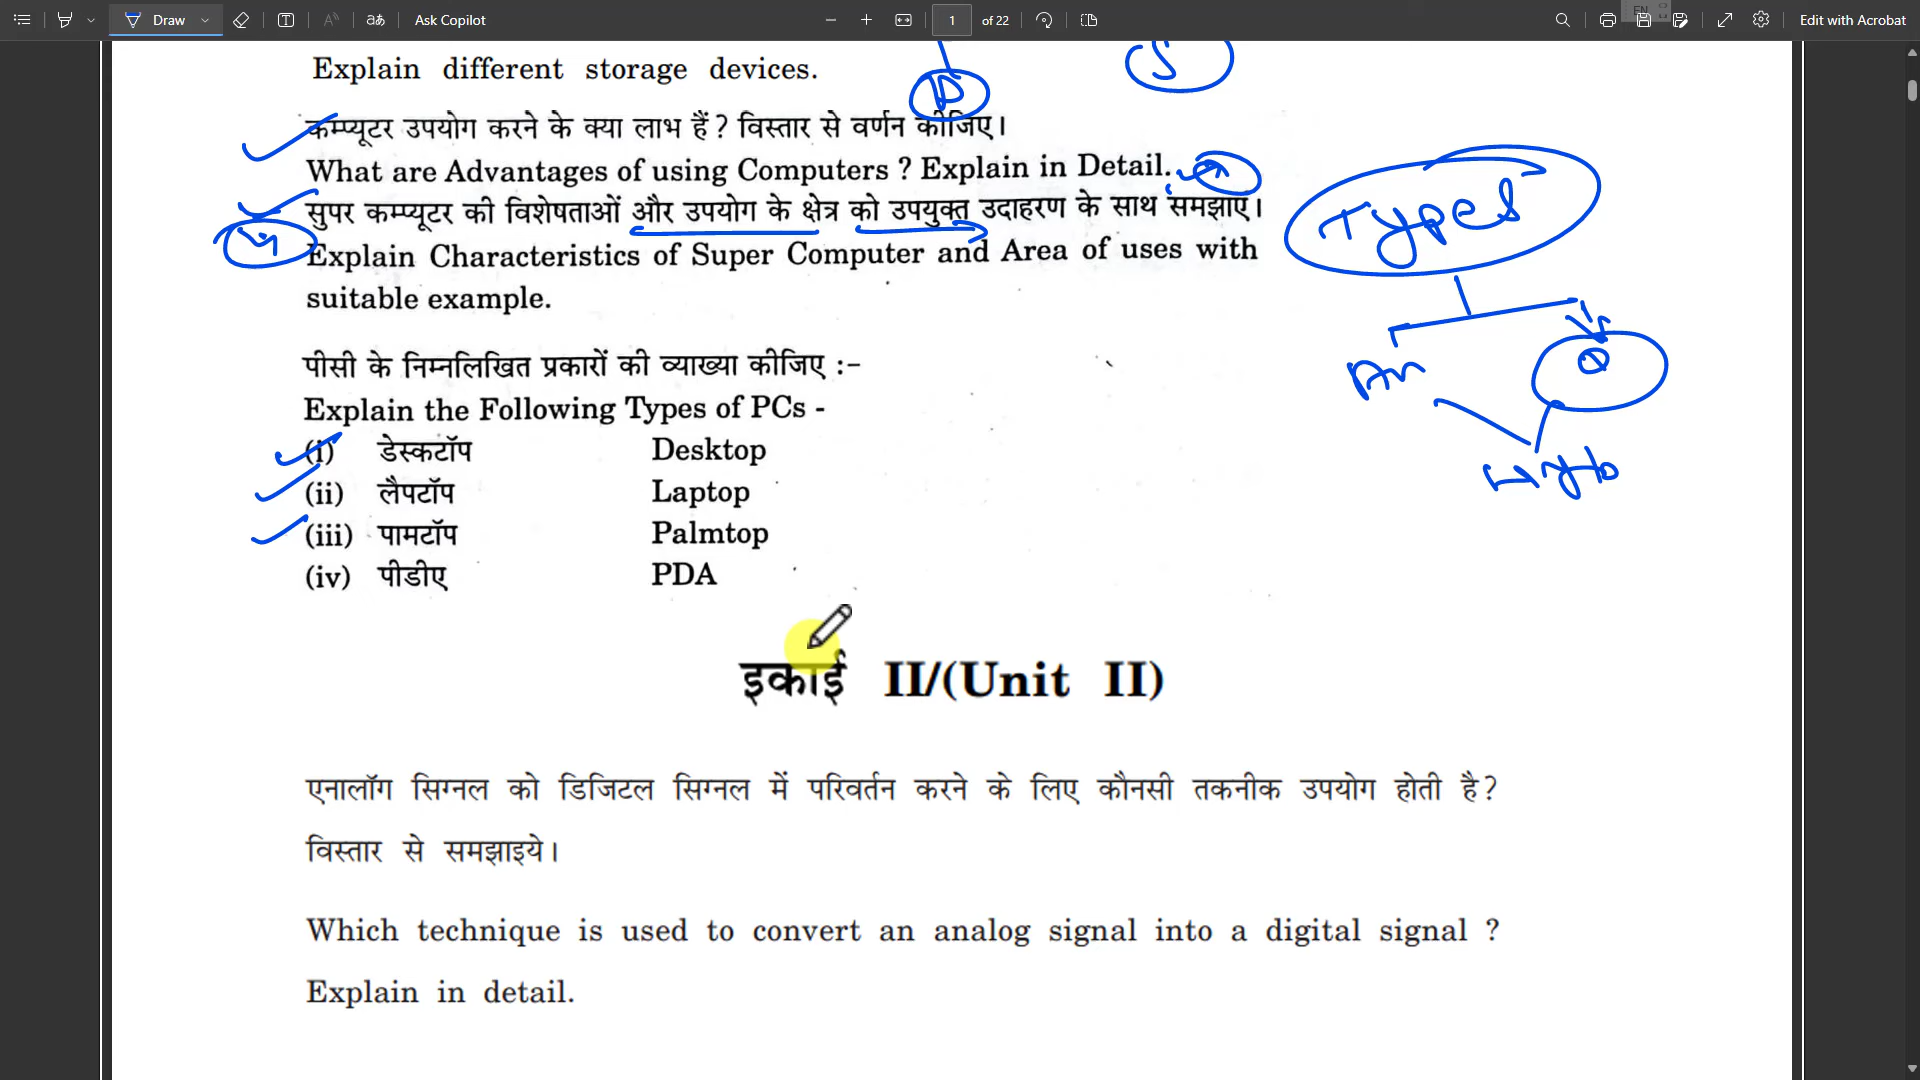 Draw
Ask Copilot
1 of 22
Edit with Acrobat
Explain different storage devices.
D
S
कम्प्यूटर उपयोग करने के क्या लाभ हैं? विस्तार से वर्णन कीजिए।
What are Advantages of using Computers ? Explain in Detail.
सुपर कम्प्यूटर की विशेषताओं और उपयोग के क्षेत्र को उपयुक्त उदाहरण के साथ समझाए।
Types
Explain Characteristics of Super Computer and Area of uses with
suitable example.
पीसी के निम्नलिखित प्रकारों की व्याख्या कीजिए :-
An
Explain the Following Types of PCs -
(i) डेस्कटॉप Desktop
Hyb
(ii) लैपटॉप Laptop
(iii) पामटॉप Palmtop
(iv) पीडीए PDA
इकाई II/(Unit II)
एनालॉग सिग्नल को डिजिटल सिग्नल में परिवर्तन करने के लिए कौनसी तकनीक उपयोग होती है?
विस्तार से समझाइये।
Which technique is used to convert an analog signal into a digital signal ?
Explain in detail.